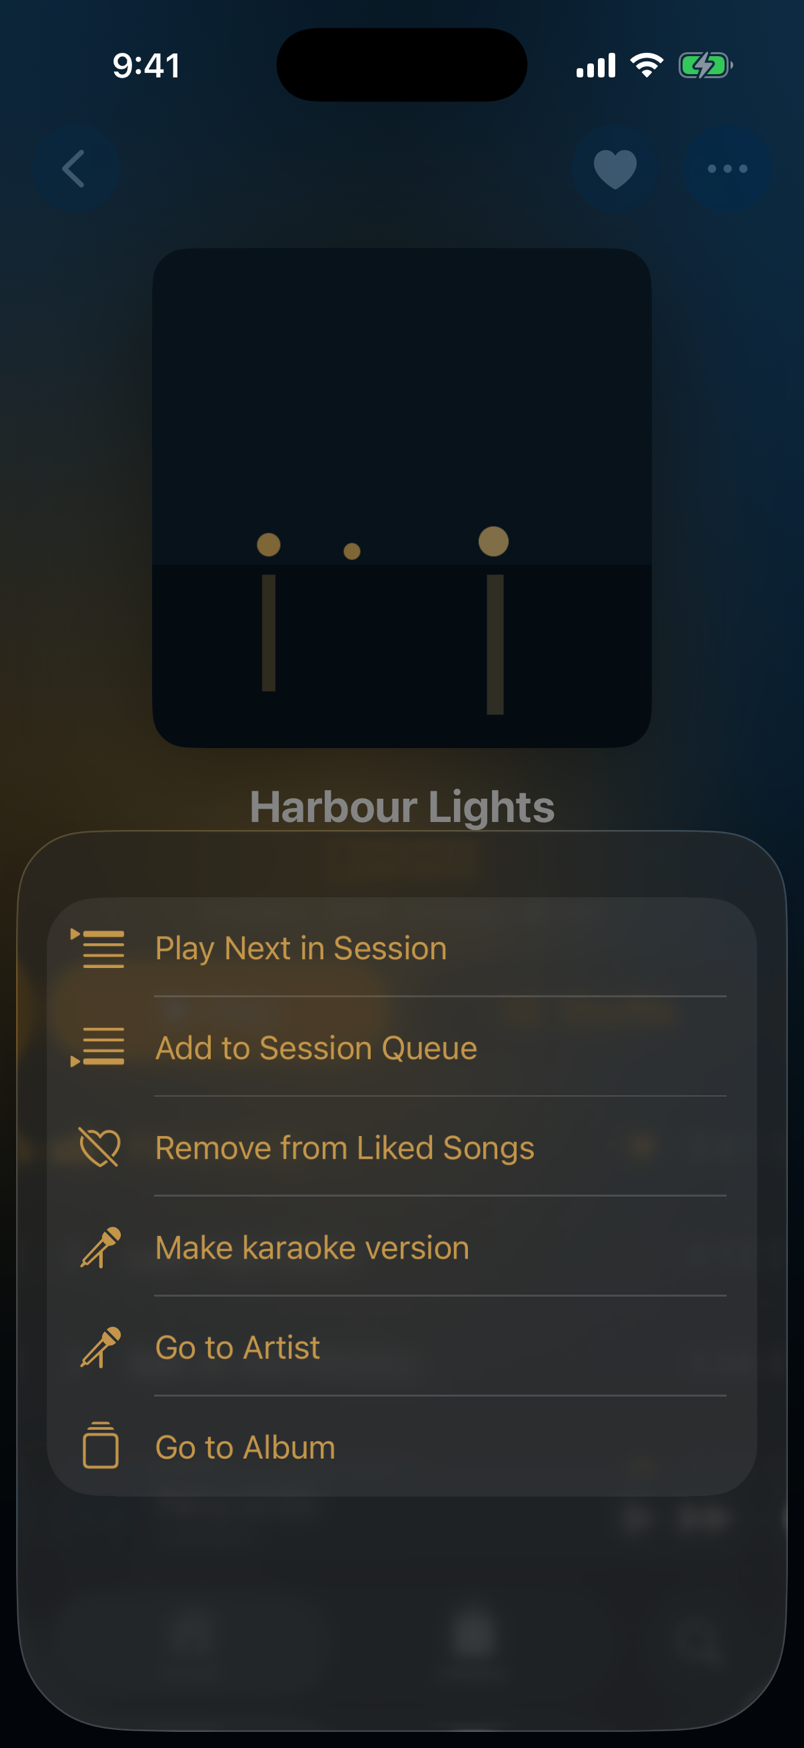 9:41
Harbour Lights
Play Next in Session
Add to Session Queue
Remove from Liked Songs
Make karaoke version
Go to Artist
Go to Album